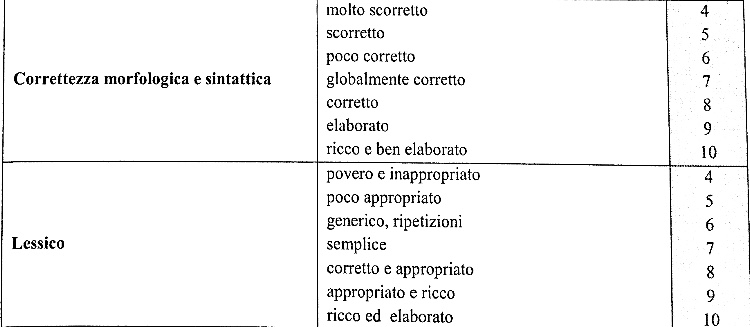 molto scorretto 4
scorretto 5
poco corretto 6
Correttezza morfologica e sintattica globalmente corretto 7
corretto 8
elaborato 9
ricco e ben elaborato 10
povero e inappropriato 4
poco appropriato 5
generico, ripetizioni 6
Lessico semplice 7
corretto e appropriato 8
appropriato e ricco 9
ricco ed elaborato 10